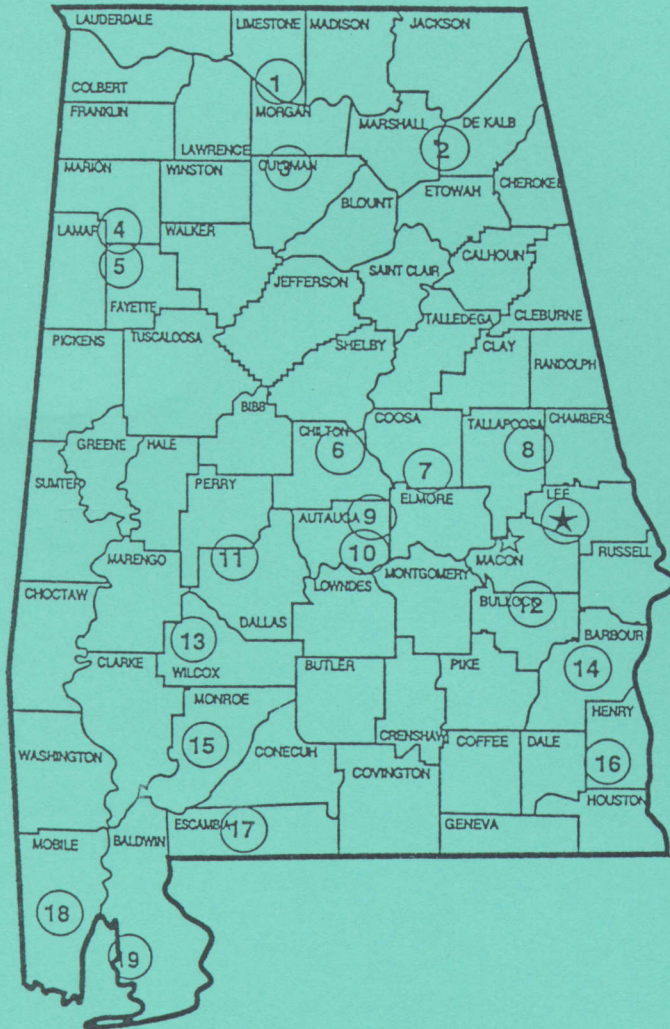 LAUDERDALE
LIMESTONE
MADISON
JACKSON
COLBERT
1
FRANKLIN
LAWRENCE
MORGAN
MARSHALL
2
DE KALB
MARION
WINSTON
CULLMAN
3
BLOUNT
ETOWAH
CHEROKEE
LAMAR
4
WALKER
5
FAYETTE
JEFFERSON
SAINT CLAIR
CALHOUN
PICKENS
TUSCALOOSA
SHELBY
TALLEDEGA
CLAY
CLEBURNE
RANDOLPH
BIBB
GREENE
HALE
CHILTON
6
COOSA
7
TALLAPOOSA
8
CHAMBERS
SUMTER
PERRY
AUTAUGA
9
ELMORE
LEE
10
11
MARENGO
MACON
RUSSELL
CHOCTAW
DALLAS
LOWNDES
MONTGOMERY
BULLOCK
12
13
WILCOX
BARBOUR
14
CLARKE
BUTLER
PIKE
MONROE
15
CRENSHAW
HENRY
WASHINGTON
CONECUH
COVINGTON
COFFEE
DALE
16
HOUSTON
MOBILE
BALDWIN
ESCAMBIA
17
GENEVA
18
19